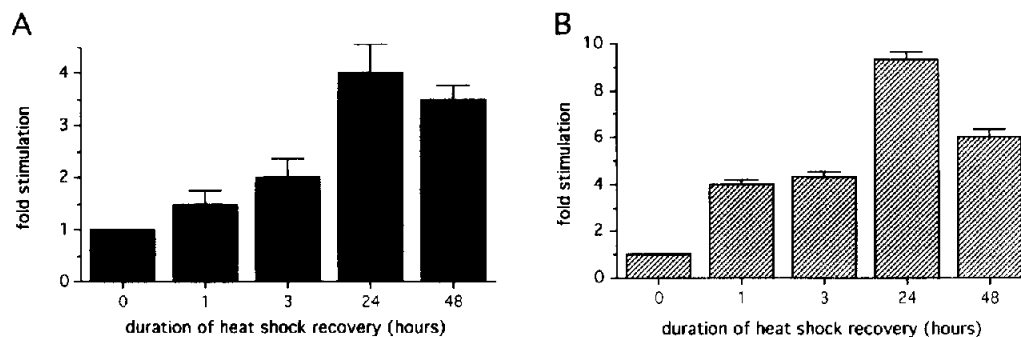 A
fold stimulation
4
3
2
1
0
0 1 3 24 48
duration of heat shock recovery (hours)
B
fold stimulation
10
8
6
4
2
0
0 1 3 24 48
duration of heat shock recovery (hours)